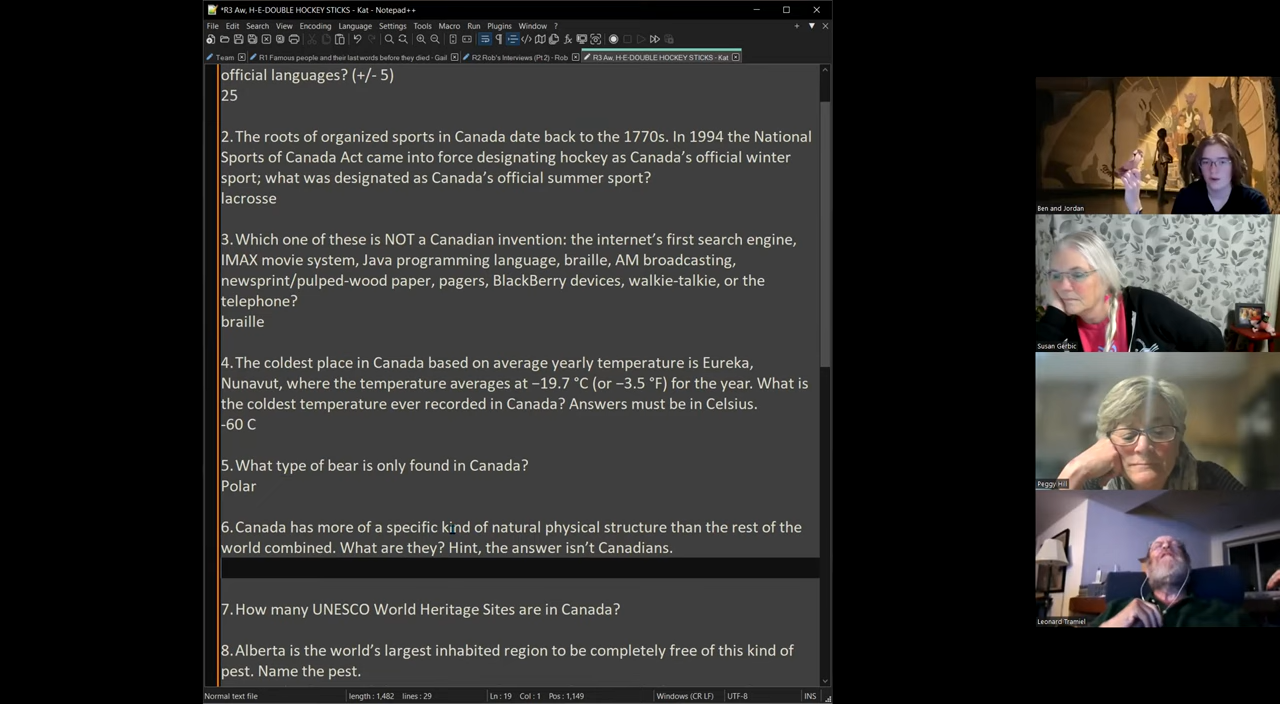 *R3 Aw, H-E-DOUBLE HOCKEY STICKS - Kat - Notepad++
File Edit Search View Encoding Language Settings Tools Macro Run Plugins Window ?
Team R1 Famous people and their last words before they died - Gail R2 Rob's Interviews (Pt2) - Rob R3 Aw, H-E-DOUBLE HOCKEY STICKS - Kat
official languages? (+/- 5)
25
2. The roots of organized sports in Canada date back to the 1770s. In 1994 the National
Sports of Canada Act came into force designating hockey as Canada's official winter
sport; what was designated as Canada's official summer sport?
lacrosse
3. Which one of these is NOT a Canadian invention: the internet's first search engine,
IMAX movie system, Java programming language, braille, AM broadcasting,
newsprint/pulped-wood paper, pagers, BlackBerry devices, walkie-talkie, or the
telephone?
braille
4. The coldest place in Canada based on average yearly temperature is Eureka,
Nunavut, where the temperature averages at −19.7 °C (or −3.5 °F) for the year. What is
the coldest temperature ever recorded in Canada? Answers must be in Celsius.
-60 C
5. What type of bear is only found in Canada?
Polar
6. Canada has more of a specific kind of natural physical structure than the rest of the
world combined. What are they? Hint, the answer isn't Canadians.
7. How many UNESCO World Heritage Sites are in Canada?
8. Alberta is the world's largest inhabited region to be completely free of this kind of
pest. Name the pest.
Normal text file length : 1,482 lines : 29 Ln : 19 Col : 1 Pos : 1,149 Windows (CR LF) UTF-8 INS
Ben and Jordan
Susan Gerbic
Peggy Hill
Leonard Tramiel